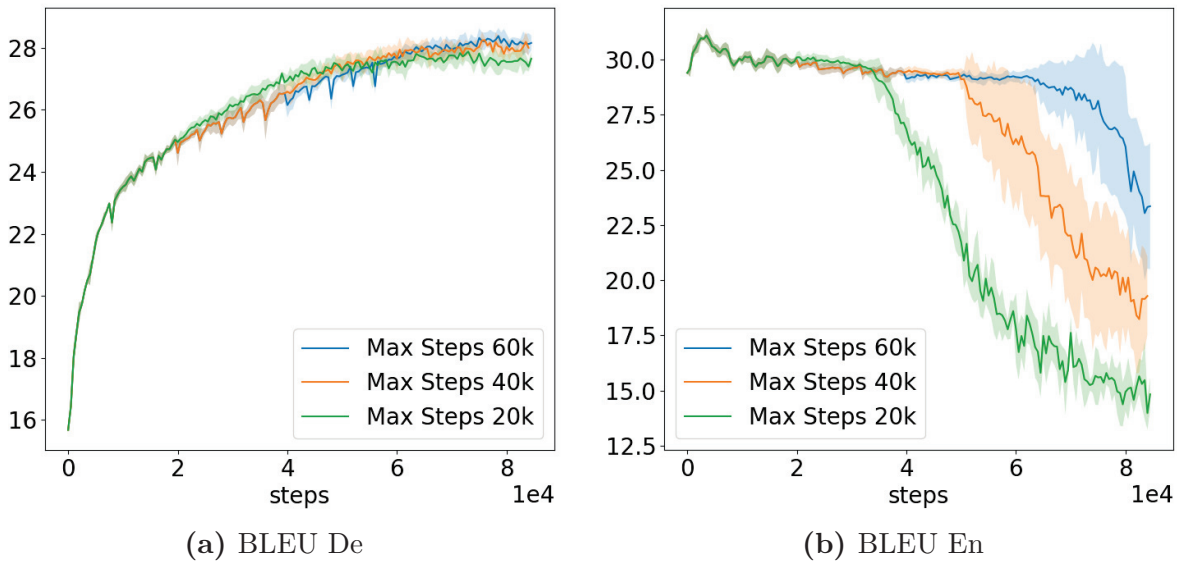 28
26
24
22
20
18
16
0 2 4 6 8
1e4
steps
Max Steps 60k
Max Steps 40k
Max Steps 20k
(a) BLEU De
30.0
27.5
25.0
22.5
20.0
17.5
15.0
12.5
0 2 4 6 8
1e4
steps
Max Steps 60k
Max Steps 40k
Max Steps 20k
(b) BLEU En